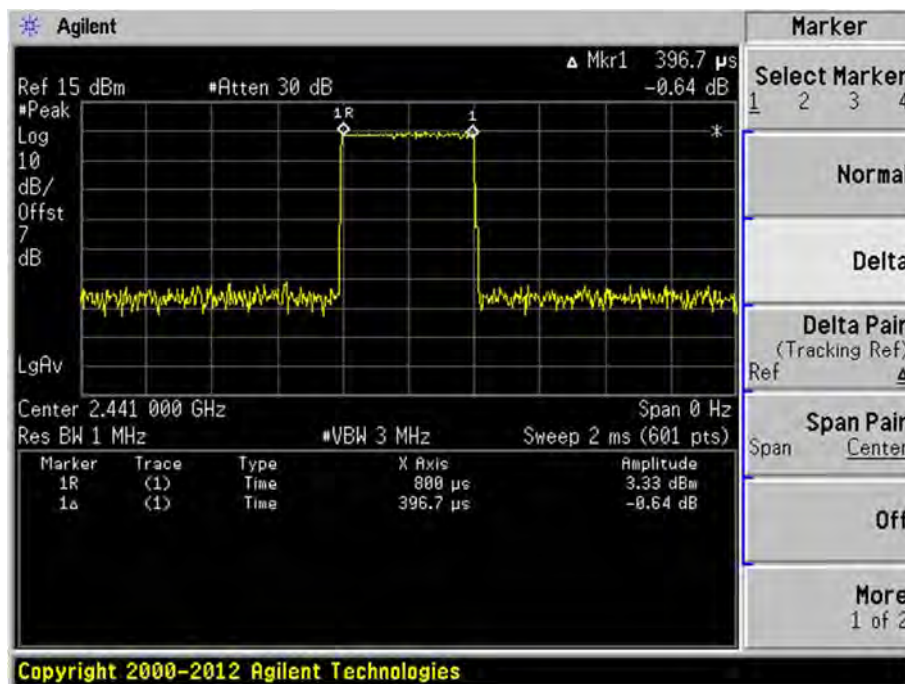 Agilent
Marker
Δ Mkr1 396.7 µs
Ref 15 dBm #Atten 30 dB -0.64 dB
Select Marker
1 2 3 4
#Peak
Log
10
dB/
Offst
7
dB
1R 1
*
Normal
Delta
Delta Pair
(Tracking Ref)
Ref Δ
LgAv
Center 2.441 000 GHz Span 0 Hz
Res BW 1 MHz #VBW 3 MHz Sweep 2 ms (601 pts)
Span Pair
Span Center
Marker Trace Type X Axis Amplitude
1R (1) Time 800 µs 3.33 dBm
1Δ (1) Time 396.7 µs -0.64 dB
Off
More
1 of 2
Copyright 2000-2012 Agilent Technologies